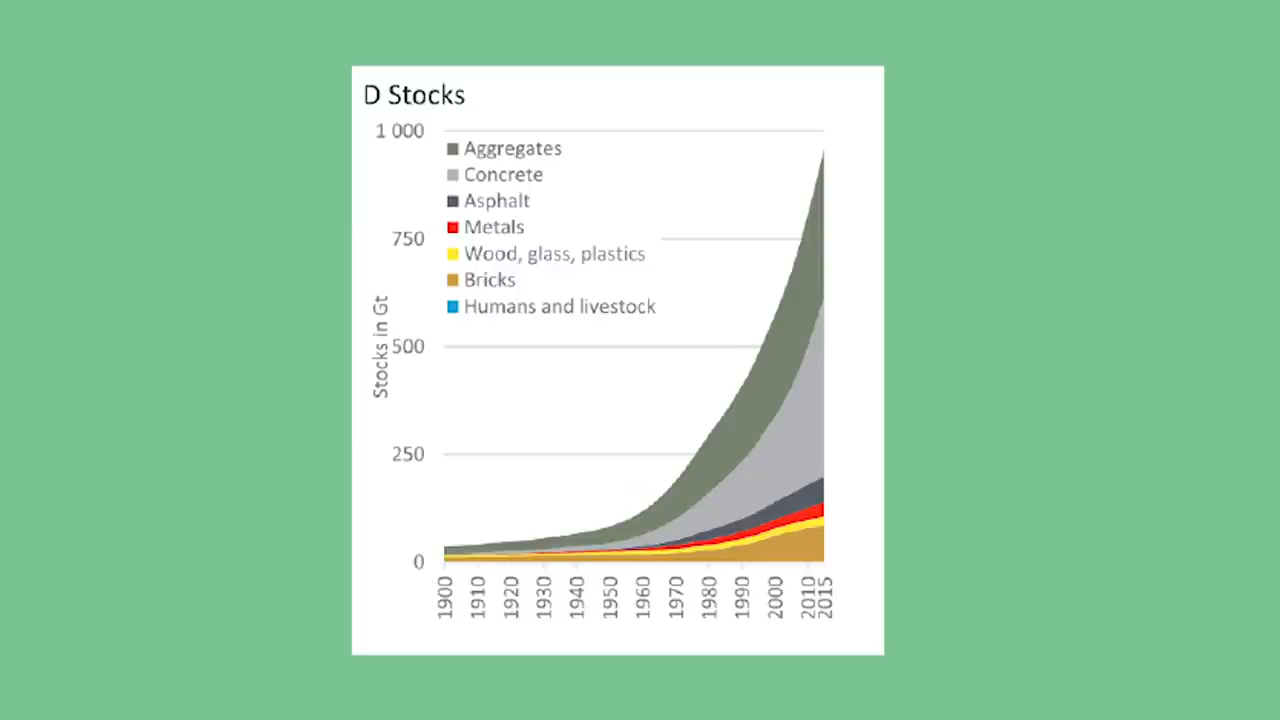 D Stocks
1 000
Aggregates
Concrete
Asphalt
Metals
750
Wood, glass, plastics
Bricks
Humans and livestock
Stocks in Gt
500
250
0
1900
1910
1920
1930
1940
1950
1960
1970
1980
1990
2000
2010
2015